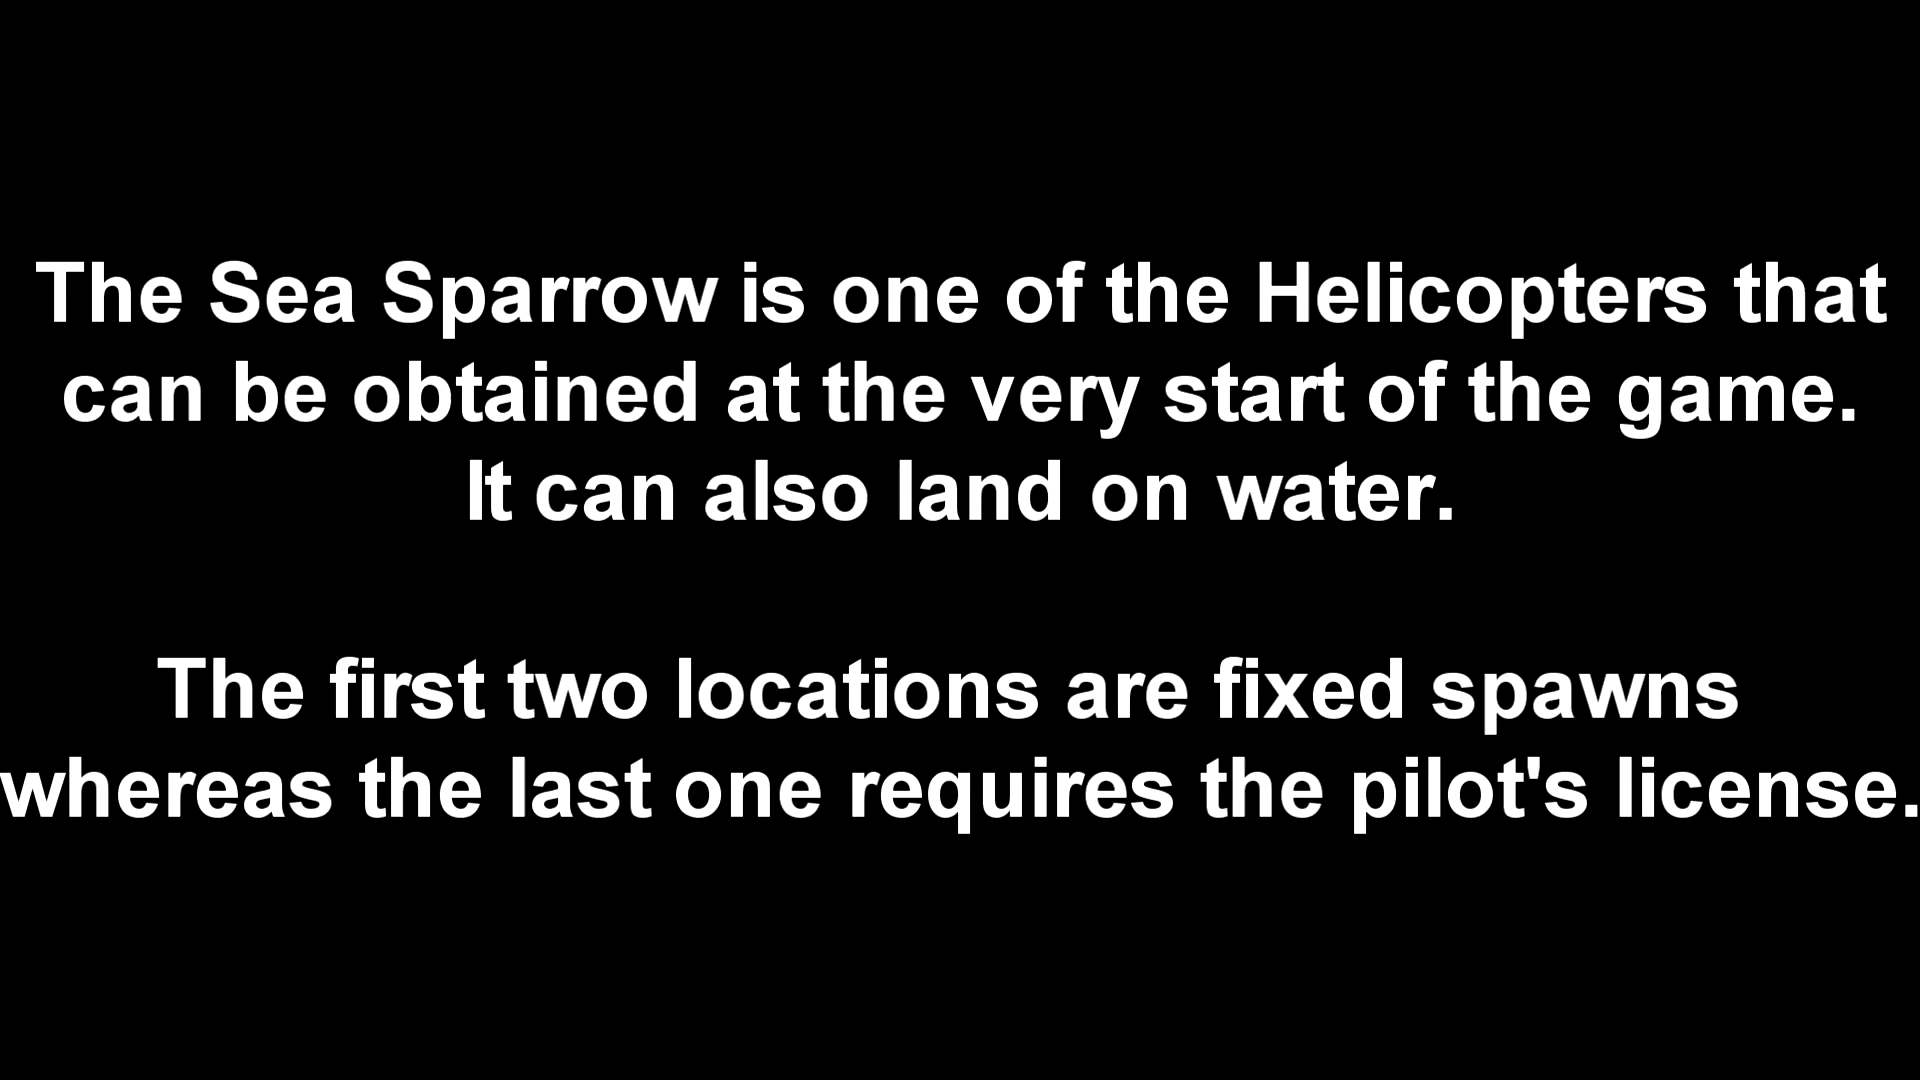 The Sea Sparrow is one of the Helicopters that
can be obtained at the very start of the game.
It can also land on water.
The first two locations are fixed spawns
whereas the last one requires the pilot's license.